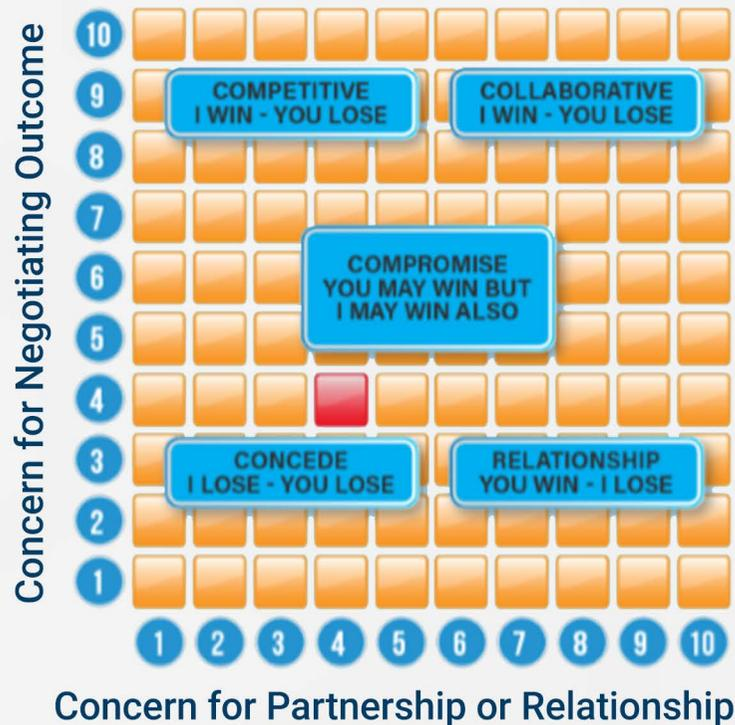 Concern for Negotiating Outcome
10
9
8
7
6
5
4
3
2
1
COMPETITIVE
I WIN - YOU LOSE
COLLABORATIVE
I WIN - YOU LOSE
COMPROMISE
YOU MAY WIN BUT
I MAY WIN ALSO
CONCEDE
I LOSE - YOU LOSE
RELATIONSHIP
YOU WIN - I LOSE
1 2 3 4 5 6 7 8 9 10
Concern for Partnership or Relationship